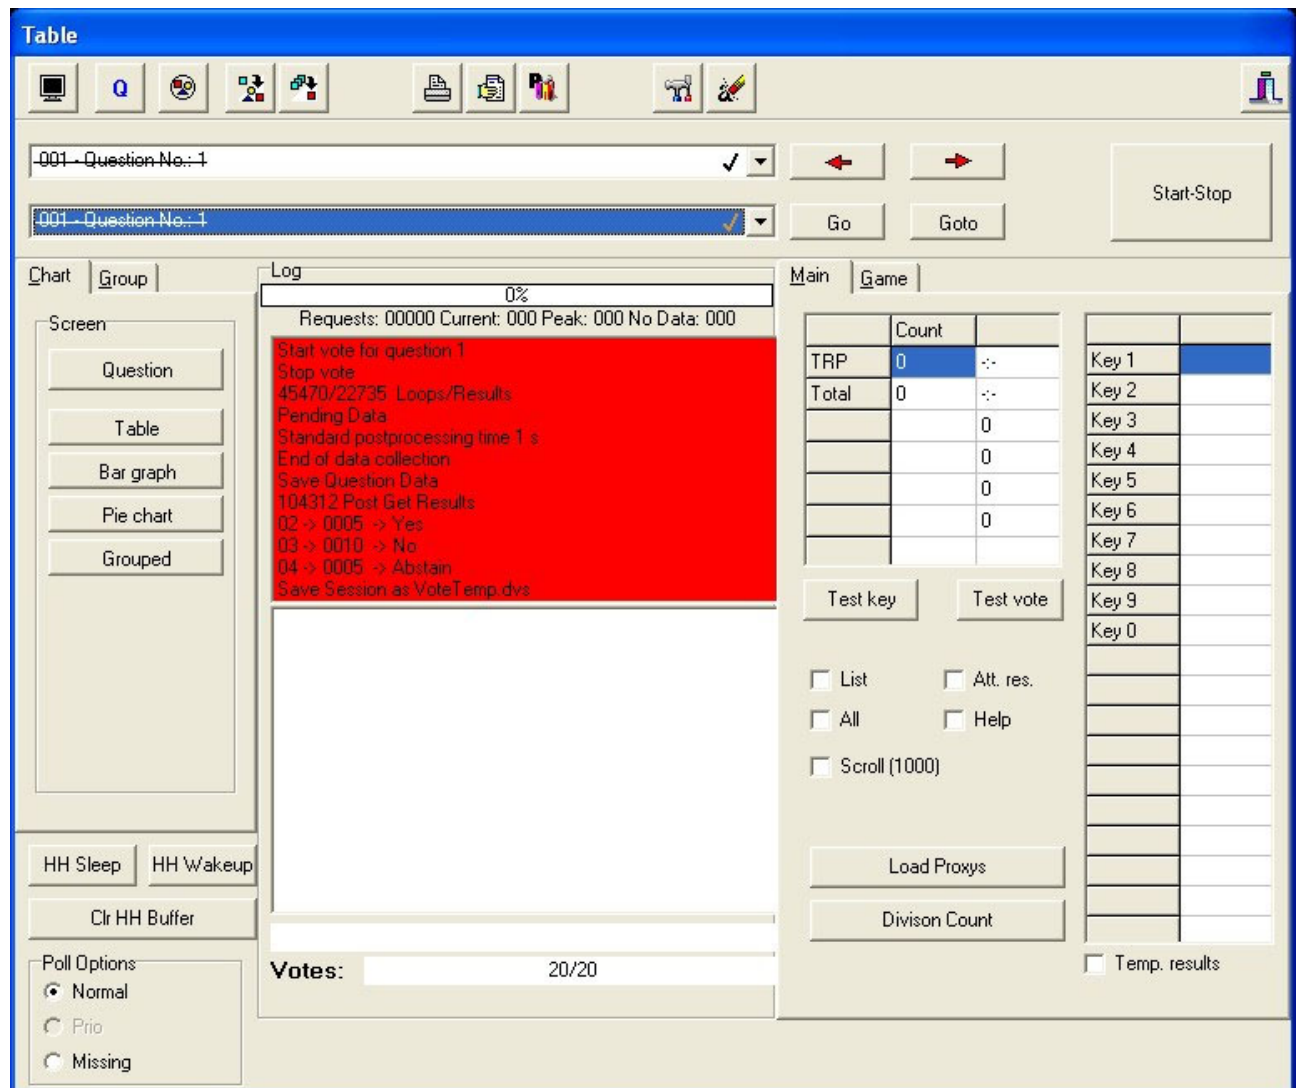 Table
Q
001 - Question No.: 1
001 - Question No.: 1
Go
Goto
Start-Stop
Chart
Group
Screen
Question
Table
Bar graph
Pie chart
Grouped
HH Sleep
HH Wakeup
Clr HH Buffer
Poll Options
Normal
Prio
Missing
Log
0%
Requests: 00000 Current: 000 Peak: 000 No Data: 000
Start vote for question 1
Stop vote
45470/22735 Loops/Results
Pending Data
Standard postprocessing time 1 s
End of data collection
Save Question Data
104312 Post Get Results
02 -> 0005 -> Yes
03 -> 0010 -> No
04 -> 0005 -> Abstain
Save Session as VoteTemp.dvs
Votes: 20/20
Main
Game
Count
TRP 0 -:-
Total 0 -:-
0
0
0
0
Test key
Test vote
List
Att. res.
All
Help
Scroll (1000)
Load Proxys
Divison Count
Key 1
Key 2
Key 3
Key 4
Key 5
Key 6
Key 7
Key 8
Key 9
Key 0
Temp. results